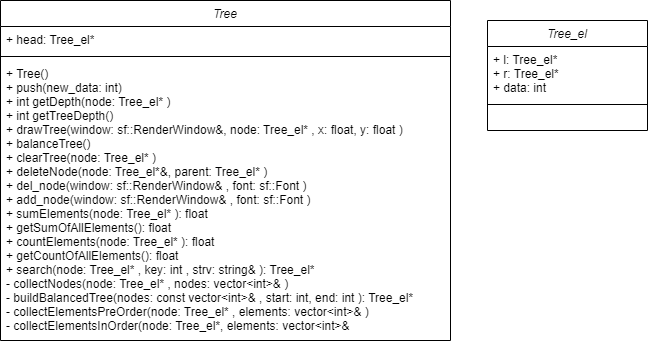 Tree
+ head: Tree_el*
+ Tree()
+ push(new_data: int)
+ int getDepth(node: Tree_el* )
+ int getTreeDepth()
+ drawTree(window: sf::RenderWindow&, node: Tree_el* , x: float, y: float )
+ balanceTree()
+ clearTree(node: Tree_el* )
+ deleteNode(node: Tree_el*&, parent: Tree_el* )
+ del_node(window: sf::RenderWindow& , font: sf::Font )
+ add_node(window: sf::RenderWindow& , font: sf::Font )
+ sumElements(node: Tree_el* ): float
+ getSumOfAllElements(): float
+ countElements(node: Tree_el* ): float
+ getCountOfAllElements(): float
+ search(node: Tree_el* , key: int , strv: string& ): Tree_el*
- collectNodes(node: Tree_el* , nodes: vector<int>& )
- buildBalancedTree(nodes: const vector<int>& , start: int, end: int ): Tree_el*
- collectElementsPreOrder(node: Tree_el* , elements: vector<int>& )
- collectElementsInOrder(node: Tree_el*, elements: vector<int>&
Tree_el
+ l: Tree_el*
+ r: Tree_el*
+ data: int